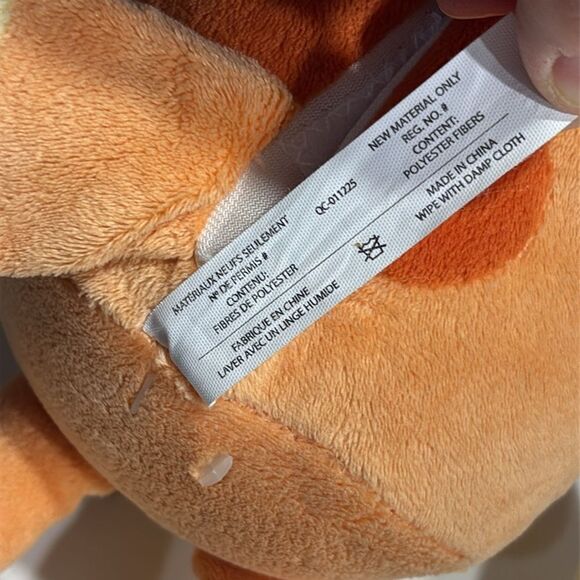 NEW MATERIAL ONLY
REG. NO. #
CONTENT:
POLYESTER FIBERS
MADE IN CHINA
WIPE WITH DAMP CLOTH
QC-011225
MATÉRIAUX NEUFS SEULEMENT
Nº DE PERMIS #
CONTENU:
FIBRES DE POLYESTER
FABRIQUE EN CHINE
LAVER AVEC UN LINGE HUMIDE